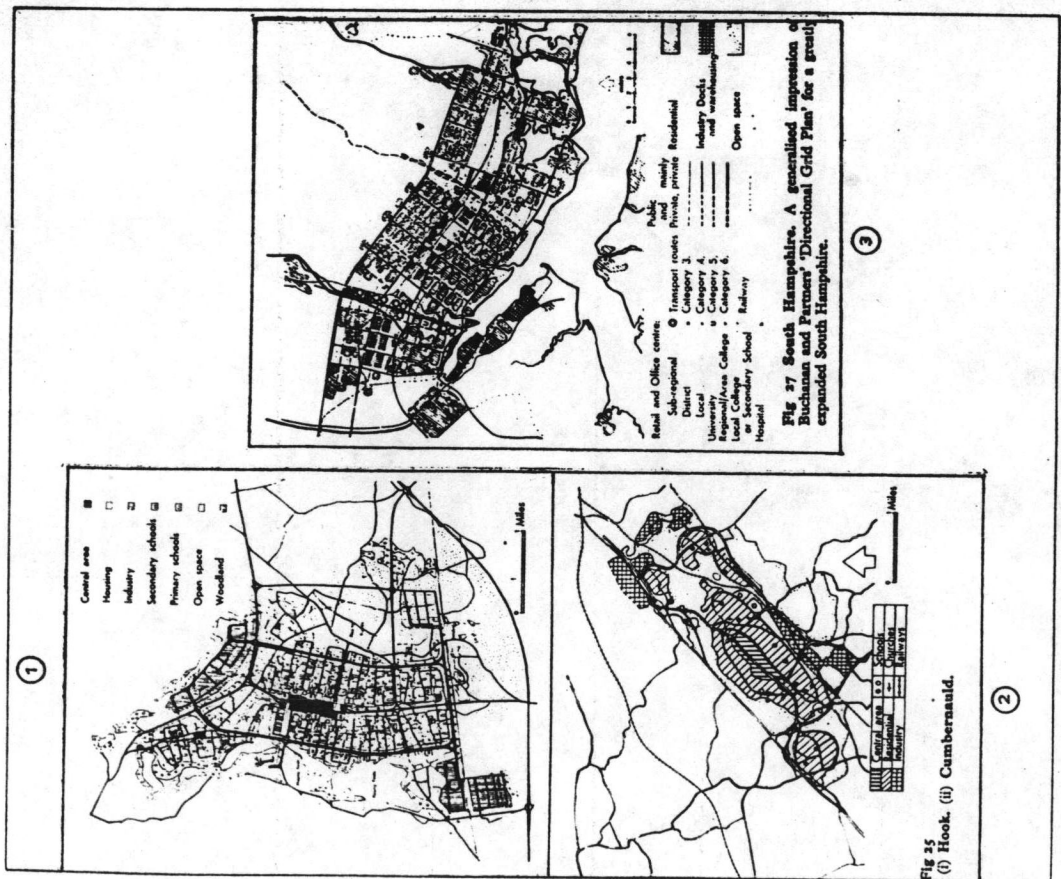 ①
Central area
Housing
Industry
Secondary schools
Primary schools
Open space
Woodland
Miles
②
Central area
Residential
Industry
Schools
Churches
Railways
Miles
Fig 25
(i) Hook. (ii) Cumbernauld.
③
Retail and Office centre:
Sub-regional
District
Local
University
Regional/Area College
Local College
or Secondary School
Hospital
Transport routes
Public
and mainly
Private, private
Category 3.
Category 4.
Category 5.
Category 6.
Railway
Residential
Industry Docks
and warehousing
Open space
Fig 27 South Hampshire. A generalised impression of
Buchanan and Partners' 'Directional Grid Plan' for a greatly
expanded South Hampshire.